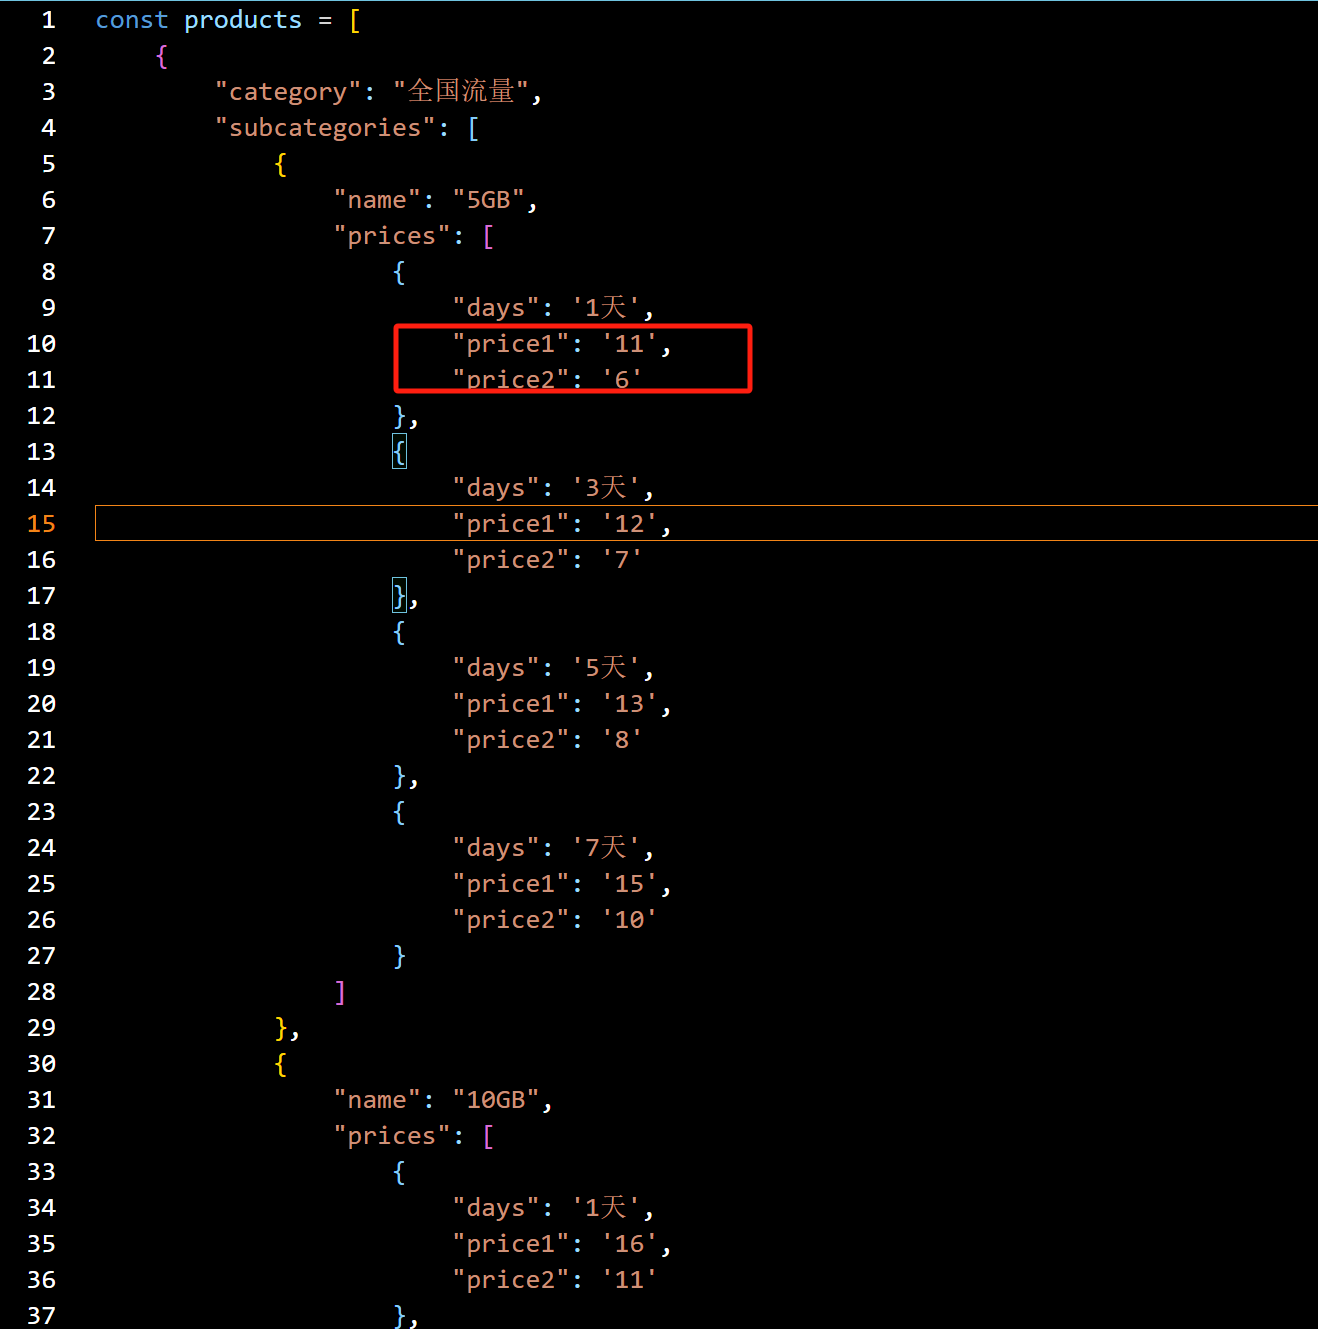 1 const products = [
2 {
3 "category": "全国流量",
4 "subcategories": [
5 {
6 "name": "5GB",
7 "prices": [
8 {
9 "days": '1天',
10 "price1": '11',
11 "price2": '6'
12 },
13 {
14 "days": '3天',
15 "price1": '12',
16 "price2": '7'
17 },
18 {
19 "days": '5天',
20 "price1": '13',
21 "price2": '8'
22 },
23 {
24 "days": '7天',
25 "price1": '15',
26 "price2": '10'
27 }
28 ]
29 },
30 {
31 "name": "10GB",
32 "prices": [
33 {
34 "days": '1天',
35 "price1": '16',
36 "price2": '11'
37 },